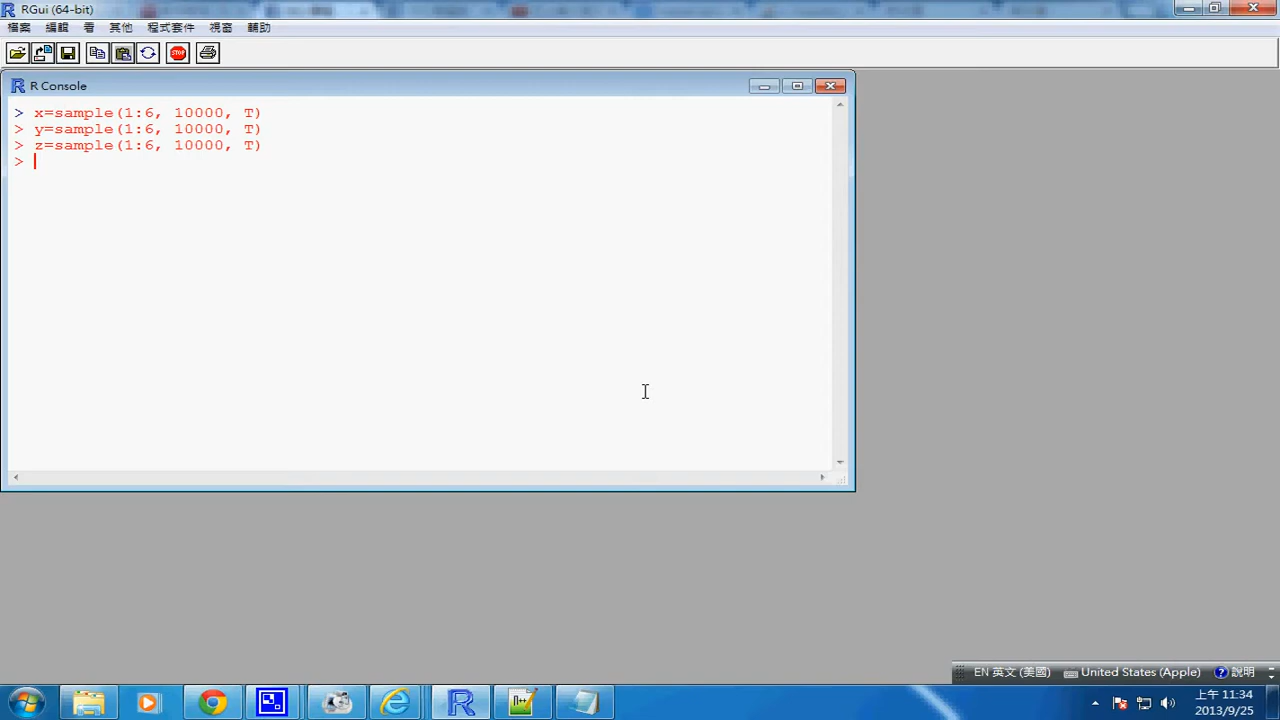 RGui (64-bit)
檔案 編輯 看 其他 程式套件 視窗 輔助
STOP
R Console
> x=sample(1:6, 10000, T)
> y=sample(1:6, 10000, T)
> z=sample(1:6, 10000, T)
>
EN 英文 (美國) United States (Apple) 說明
上午 11:34
2013/9/25